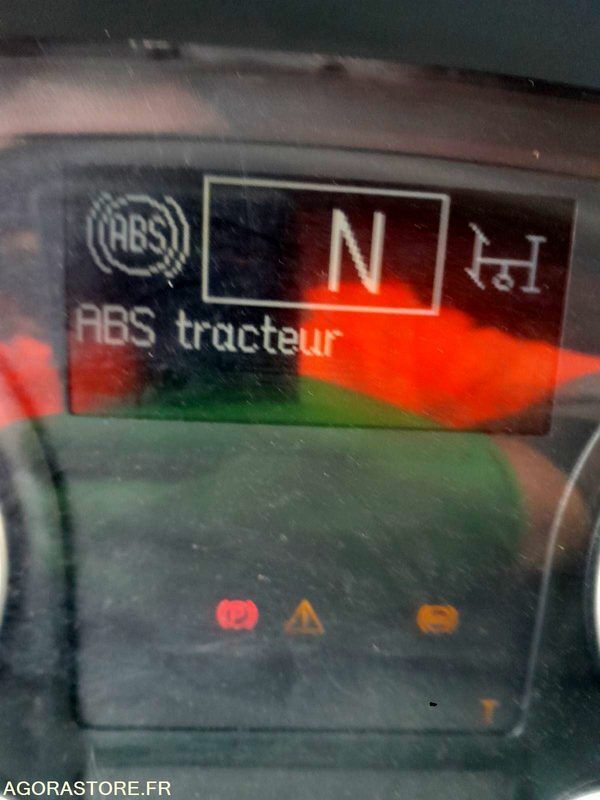 ABS N
ABS tracteur
P
AGORASTORE.FR